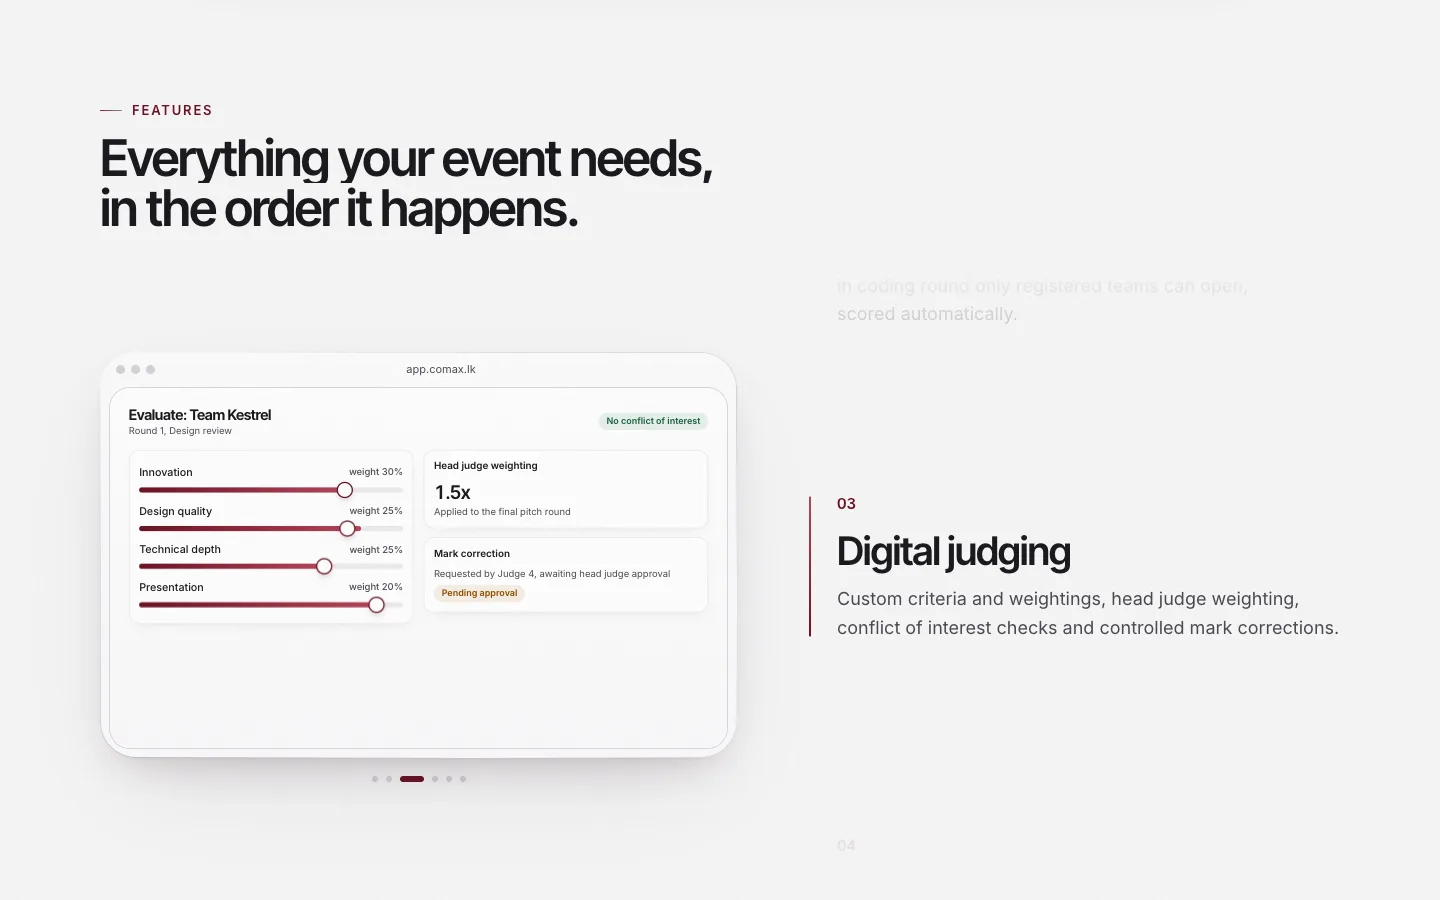 FEATURES
Everything your event needs,
in the order it happens.
in coding round only registered teams can open,
scored automatically.
app.comax.lk
Evaluate: Team Kestrel
Round 1, Design review
No conflict of interest
Innovation
weight 30%
Design quality
weight 25%
Technical depth
weight 25%
Presentation
weight 20%
Head judge weighting
1.5x
Applied to the final pitch round
Mark correction
Requested by Judge 4, awaiting head judge approval
Pending approval
03
Digital judging
Custom criteria and weightings, head judge weighting,
conflict of interest checks and controlled mark corrections.
04